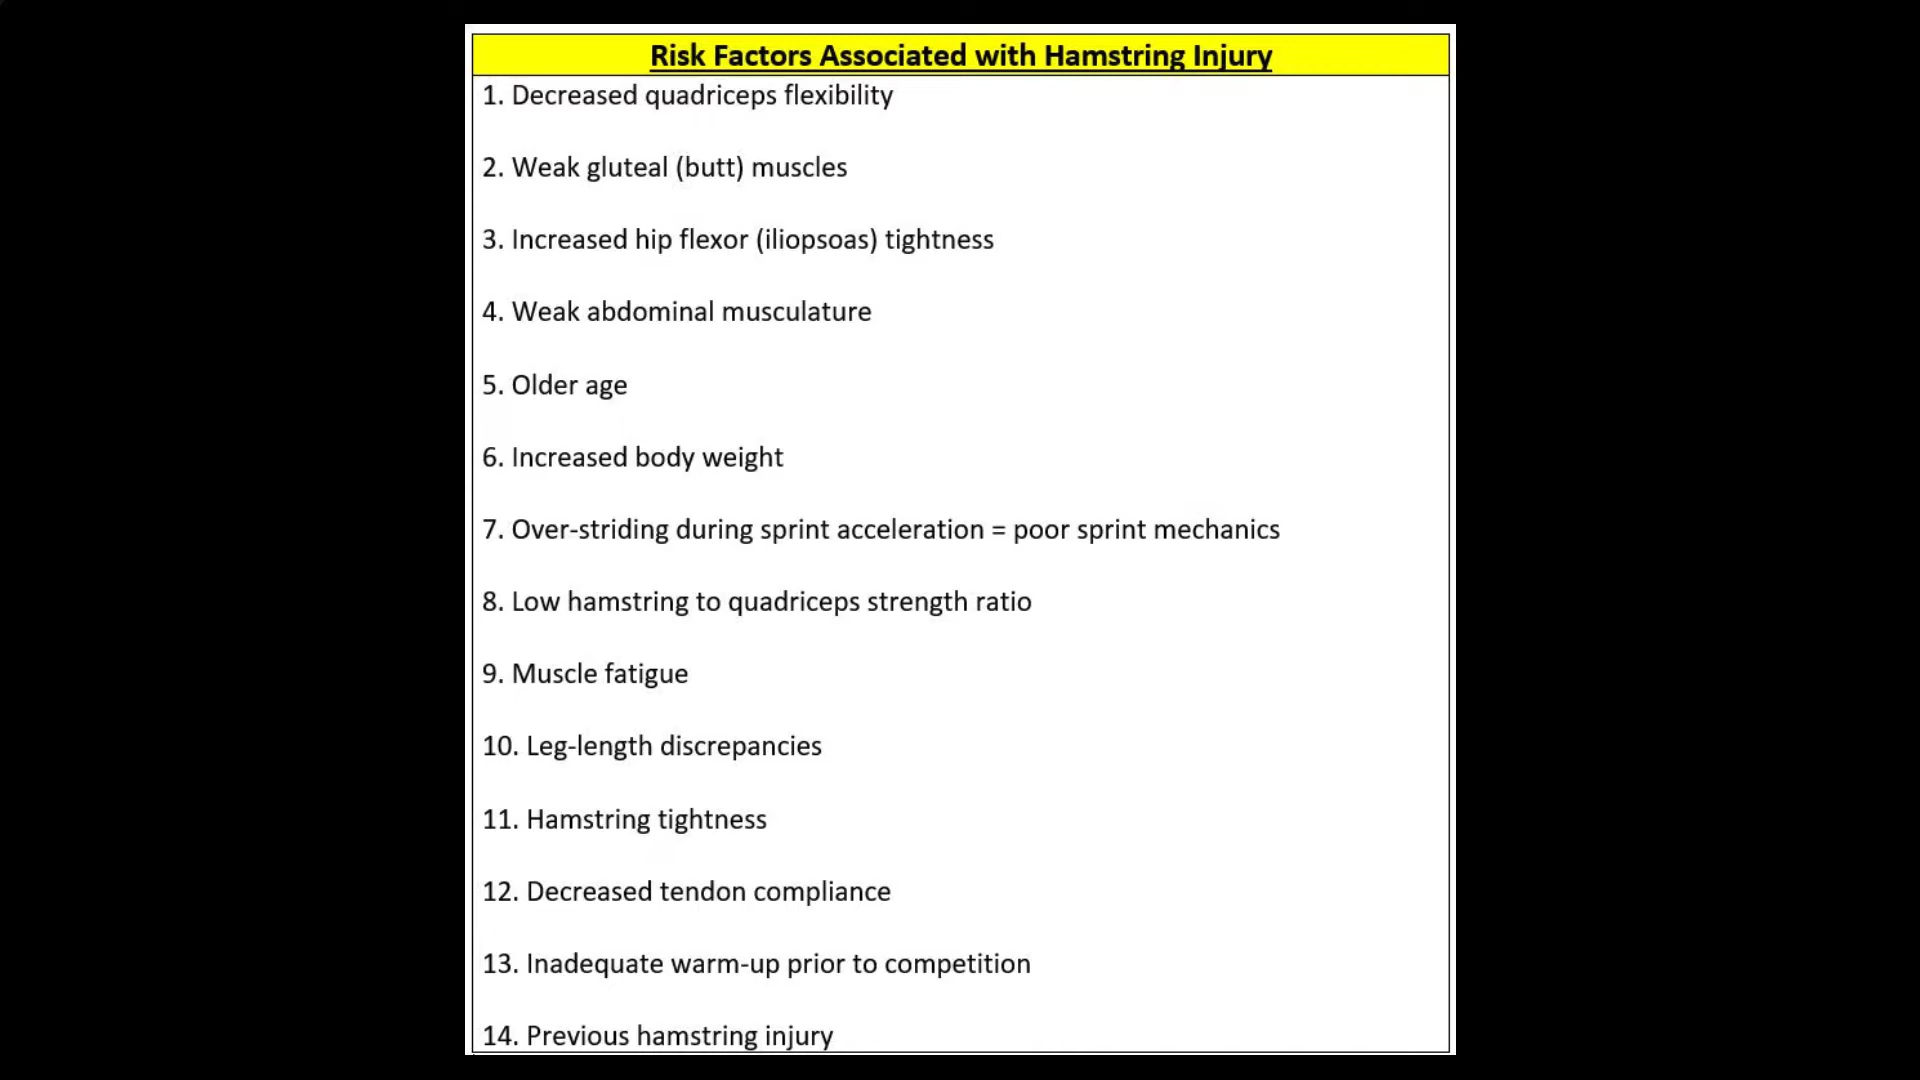 Risk Factors Associated with Hamstring Injury
1. Decreased quadriceps flexibility
2. Weak gluteal (butt) muscles
3. Increased hip flexor (iliopsoas) tightness
4. Weak abdominal musculature
5. Older age
6. Increased body weight
7. Over-striding during sprint acceleration = poor sprint mechanics
8. Low hamstring to quadriceps strength ratio
9. Muscle fatigue
10. Leg-length discrepancies
11. Hamstring tightness
12. Decreased tendon compliance
13. Inadequate warm-up prior to competition
14. Previous hamstring injury